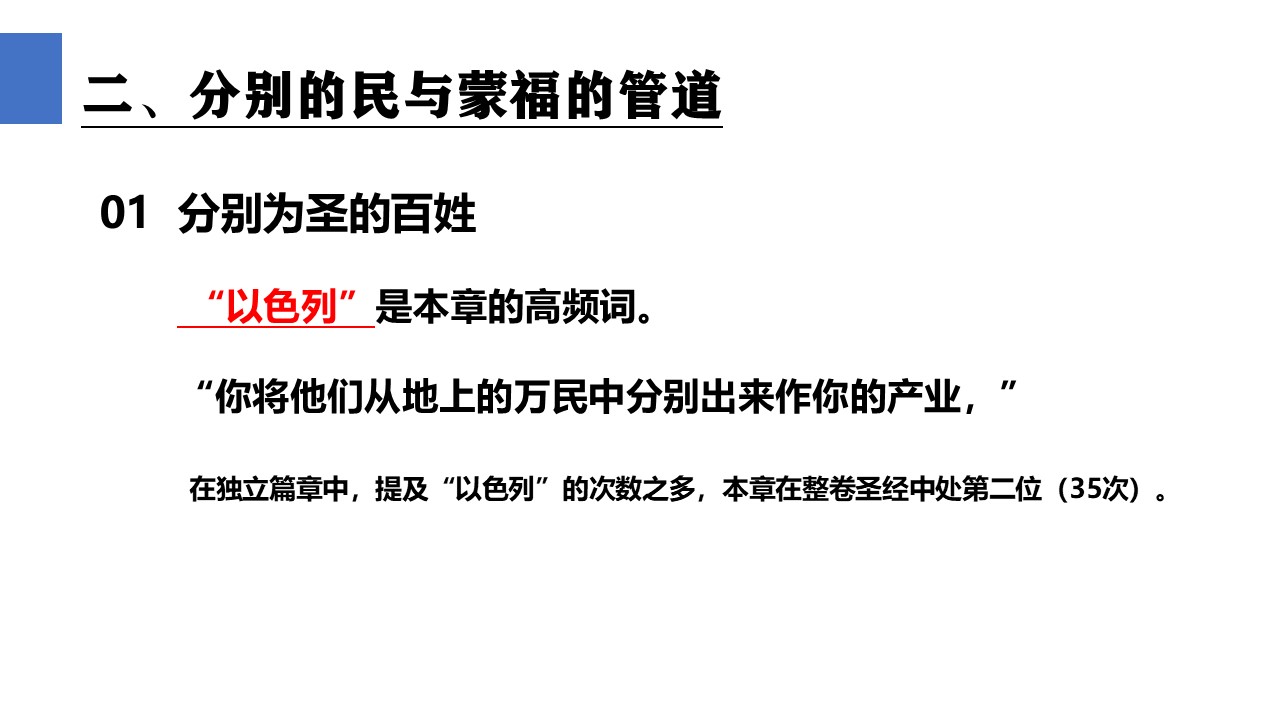 二、分别的民与蒙福的管道
01 分别为圣的百姓
“以色列”是本章的高频词。
“你将他们从地上的万民中分别出来作你的产业，”
在独立篇章中，提及“以色列”的次数之多，本章在整卷圣经中处第二位（35次）。